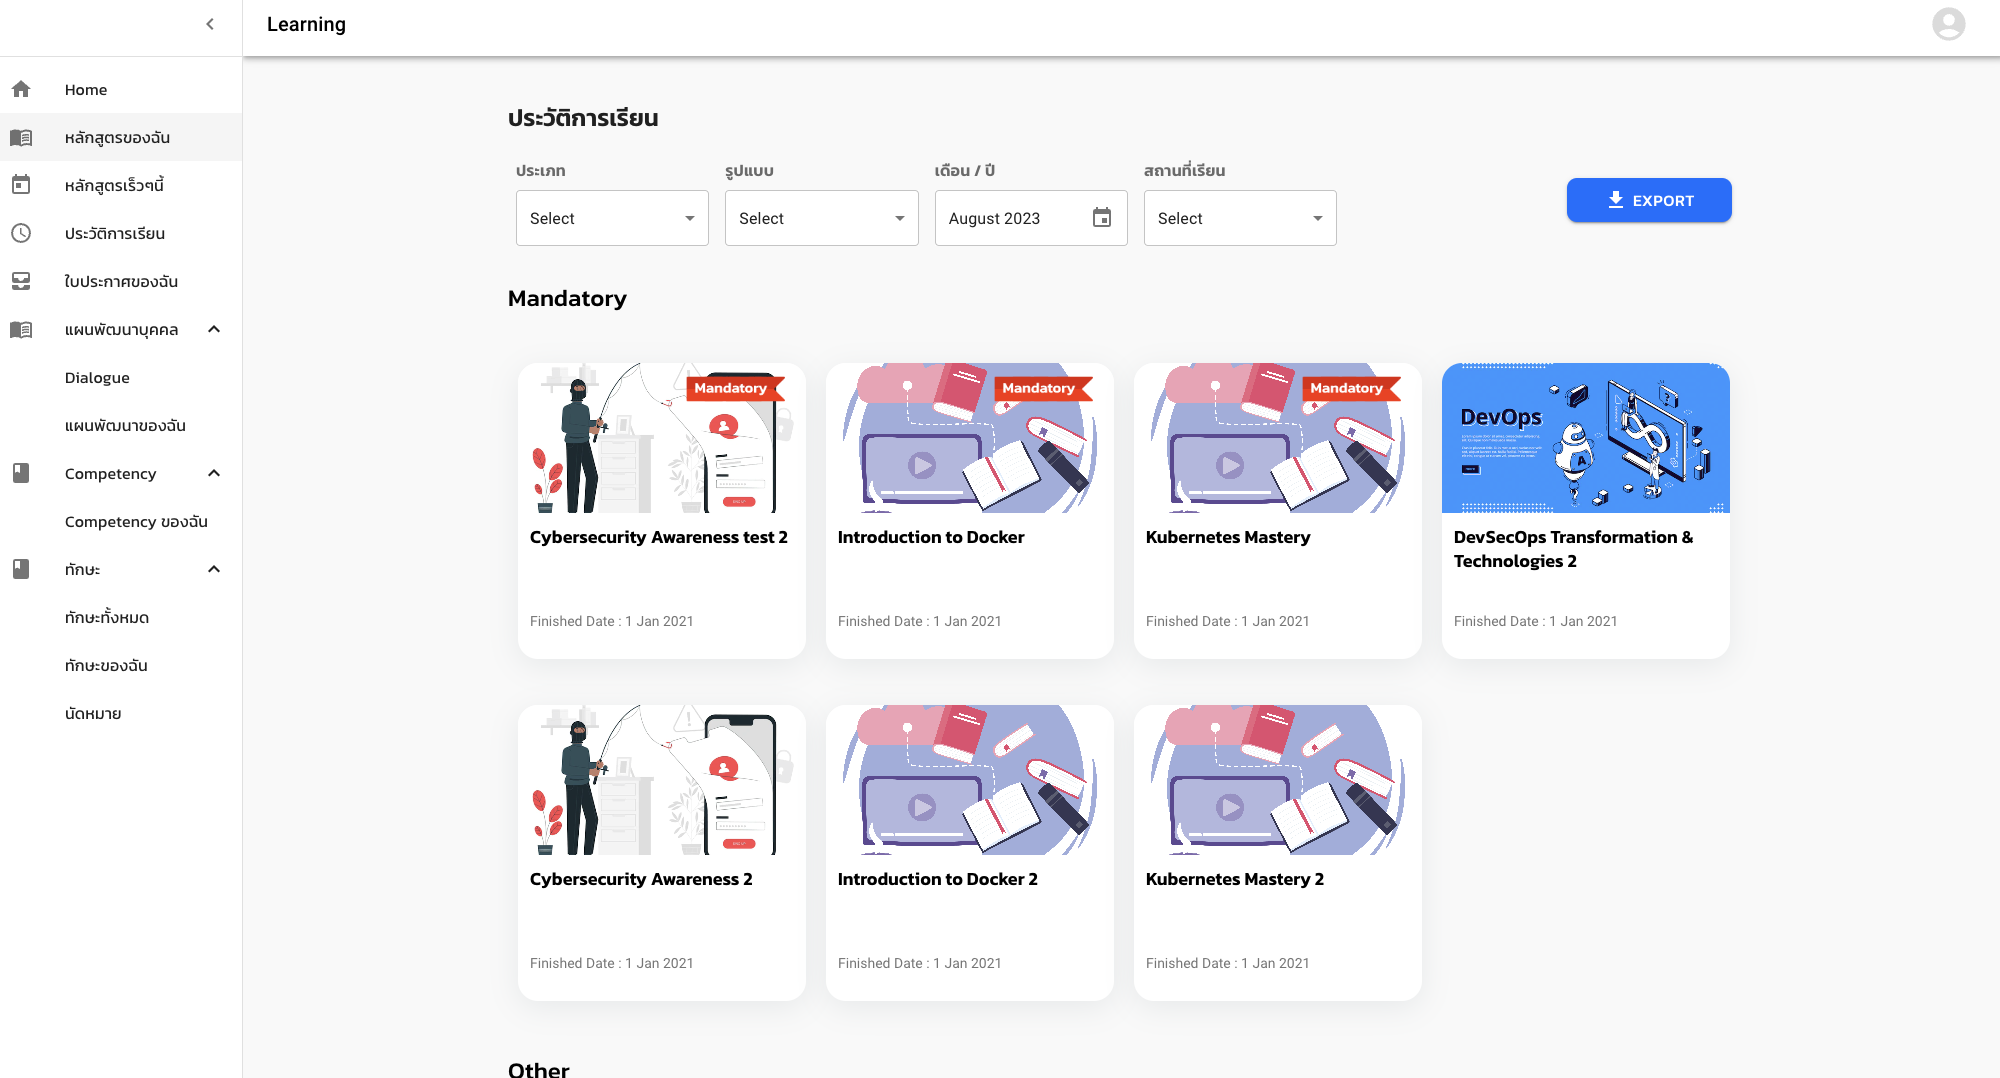 Learning
Home
หลักสูตรของฉัน
หลักสูตรเร็วๆนี้
ประวัติการเรียน
ใบประกาศของฉัน
แผนพัฒนาบุคคล
Dialogue
แผนพัฒนาของฉัน
Competency
Competency ของฉัน
ทักษะ
ทักษะทั้งหมด
ทักษะของฉัน
นัดหมาย
ประวัติการเรียน
ประเภท
รูปแบบ
เดือน / ปี
สถานที่เรียน
Select
Select
August 2023
Select
EXPORT
Mandatory
Mandatory
Mandatory
Mandatory
DevOps
Cybersecurity Awareness test 2
Introduction to Docker
Kubernetes Mastery
DevSecOps Transformation &
Technologies 2
Finished Date : 1 Jan 2021
Finished Date : 1 Jan 2021
Finished Date : 1 Jan 2021
Finished Date : 1 Jan 2021
Cybersecurity Awareness 2
Introduction to Docker 2
Kubernetes Mastery 2
Finished Date : 1 Jan 2021
Finished Date : 1 Jan 2021
Finished Date : 1 Jan 2021
Other